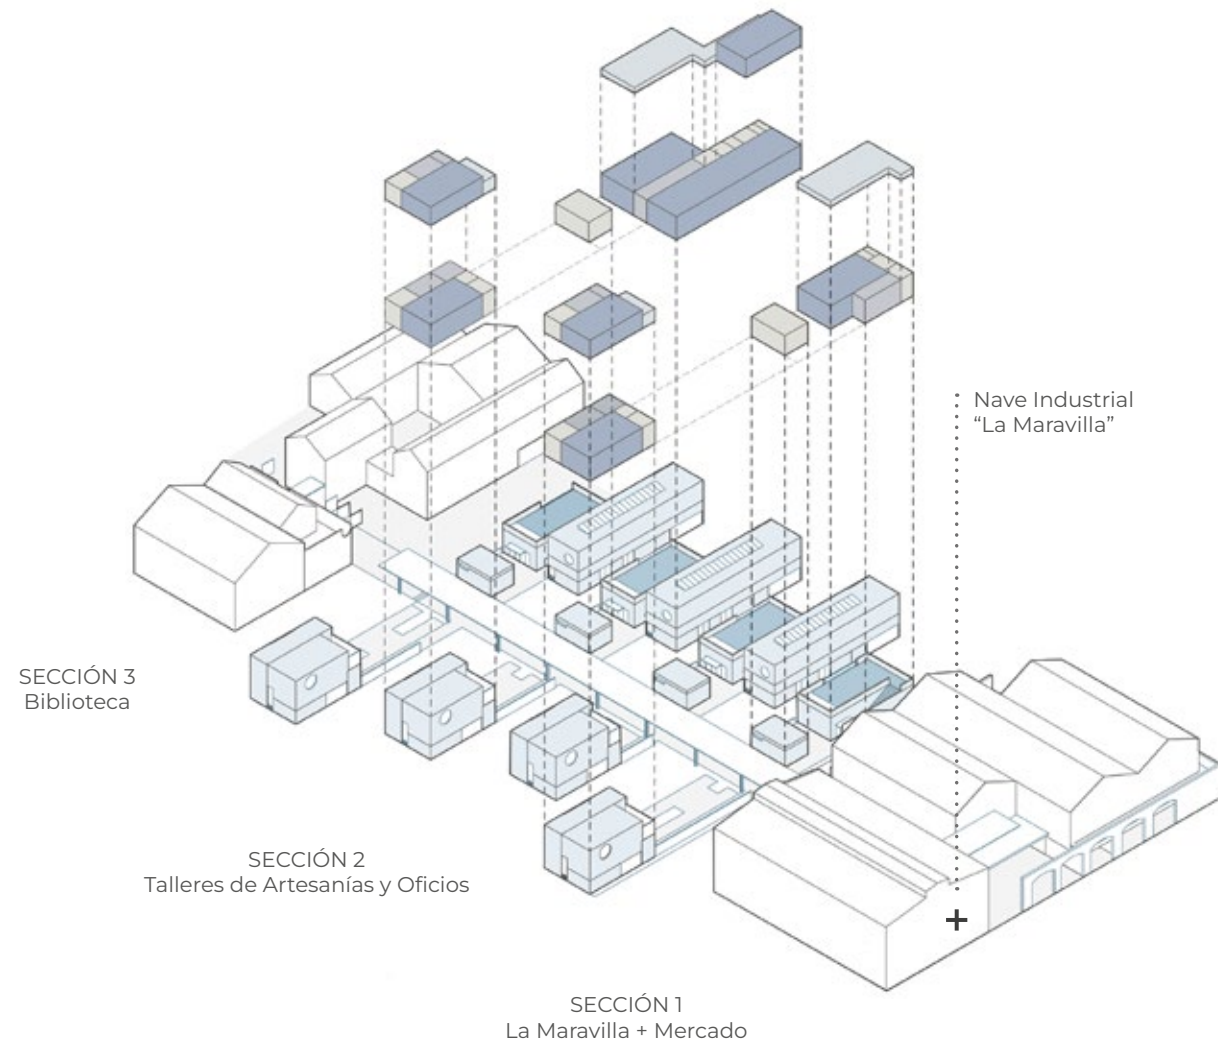 Nave Industrial
“La Maravilla”
SECCIÓN 3
Biblioteca
SECCIÓN 2
Talleres de Artesanías y Oficios
SECCIÓN 1
La Maravilla + Mercado